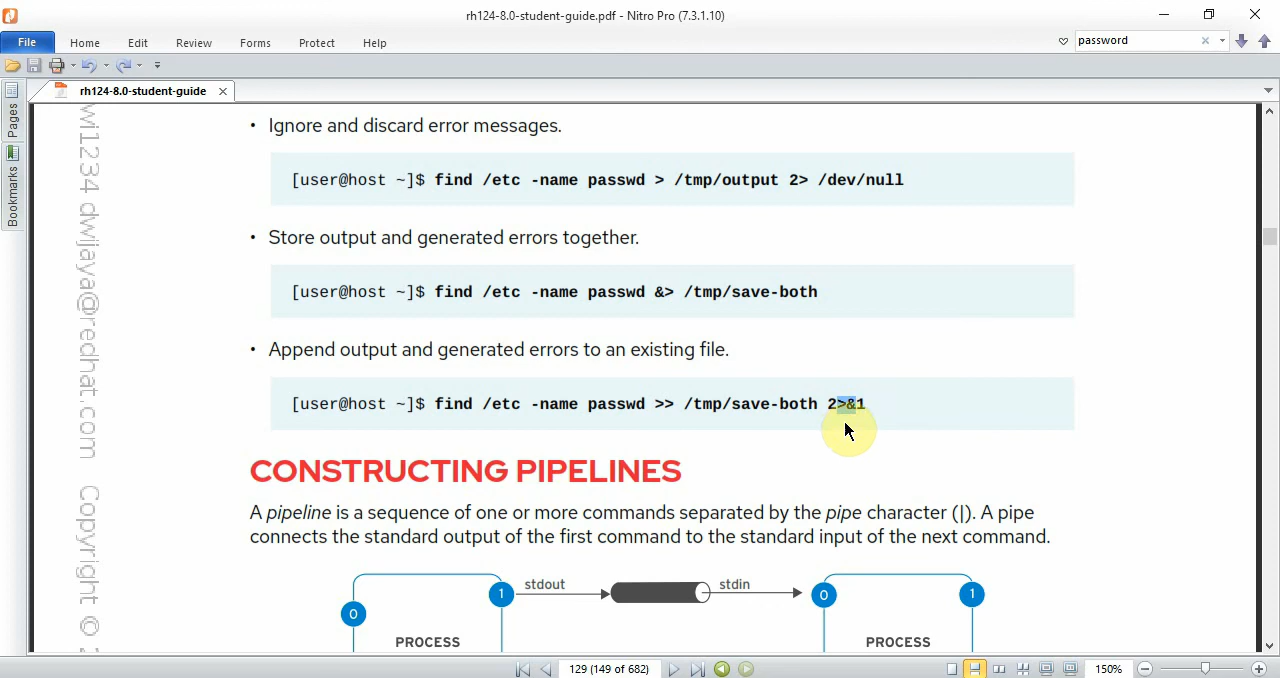 rh124-8.0-student-guide.pdf - Nitro Pro (7.3.1.10)
File Home Edit Review Forms Protect Help
password
rh124-8.0-student-guide
Pages
Bookmarks
wi1234 dwijaya@redhat.com Copyright ©
• Ignore and discard error messages.
[user@host ~]$ find /etc -name passwd > /tmp/output 2> /dev/null
• Store output and generated errors together.
[user@host ~]$ find /etc -name passwd &> /tmp/save-both
• Append output and generated errors to an existing file.
[user@host ~]$ find /etc -name passwd >> /tmp/save-both 2>&1
CONSTRUCTING PIPELINES
A pipeline is a sequence of one or more commands separated by the pipe character (|). A pipe
connects the standard output of the first command to the standard input of the next command.
stdout stdin
0 1 0 1
PROCESS PROCESS
129 (149 of 682)
150%